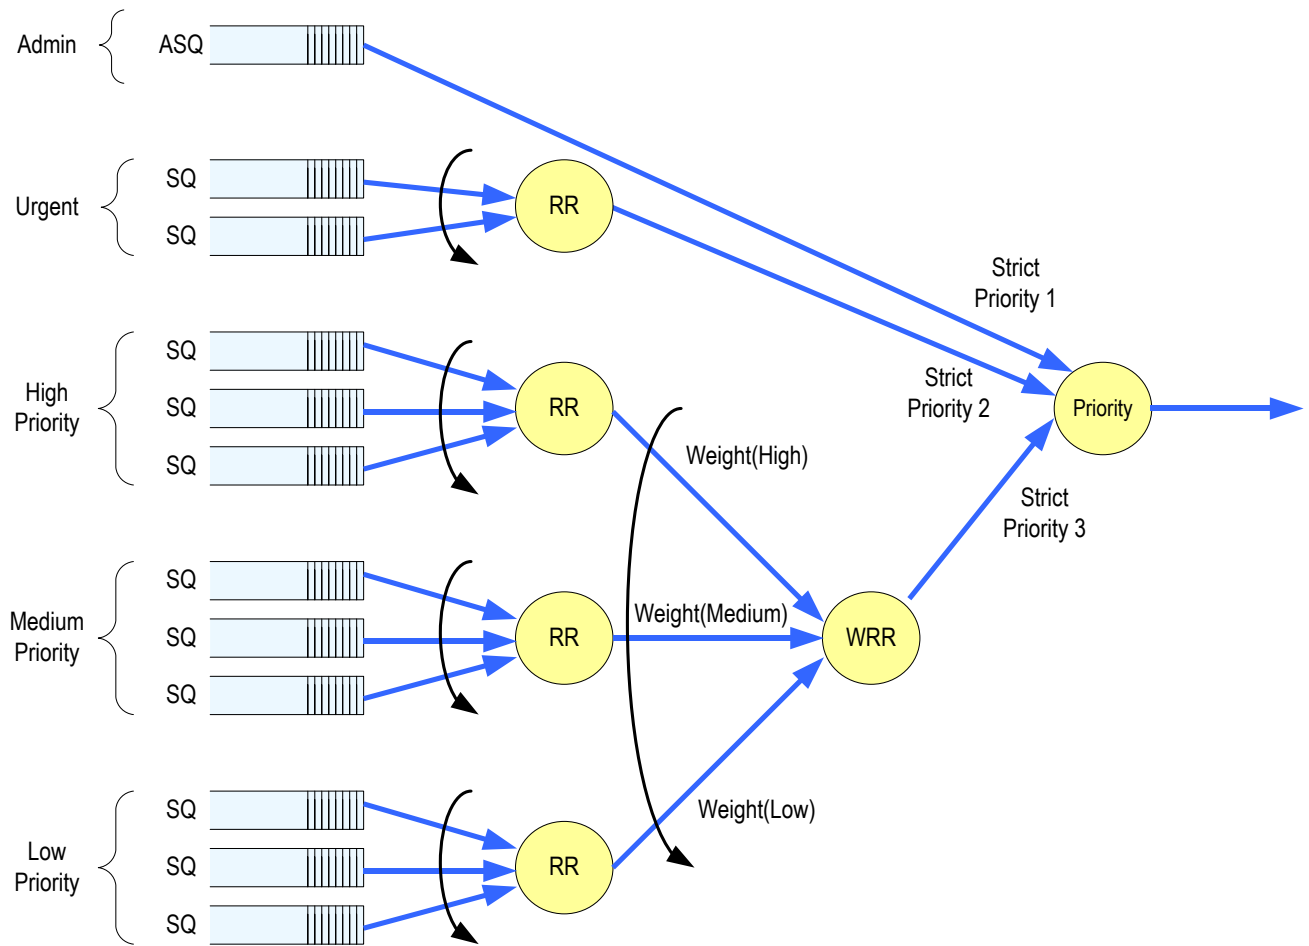 Admin
ASQ
Urgent
SQ
SQ
RR
Strict
Priority 1
Strict
Priority 2
Priority
High
Priority
SQ
SQ
SQ
RR
Weight(High)
Strict
Priority 3
Medium
Priority
SQ
SQ
SQ
RR
Weight(Medium)
WRR
Low
Priority
SQ
SQ
SQ
RR
Weight(Low)